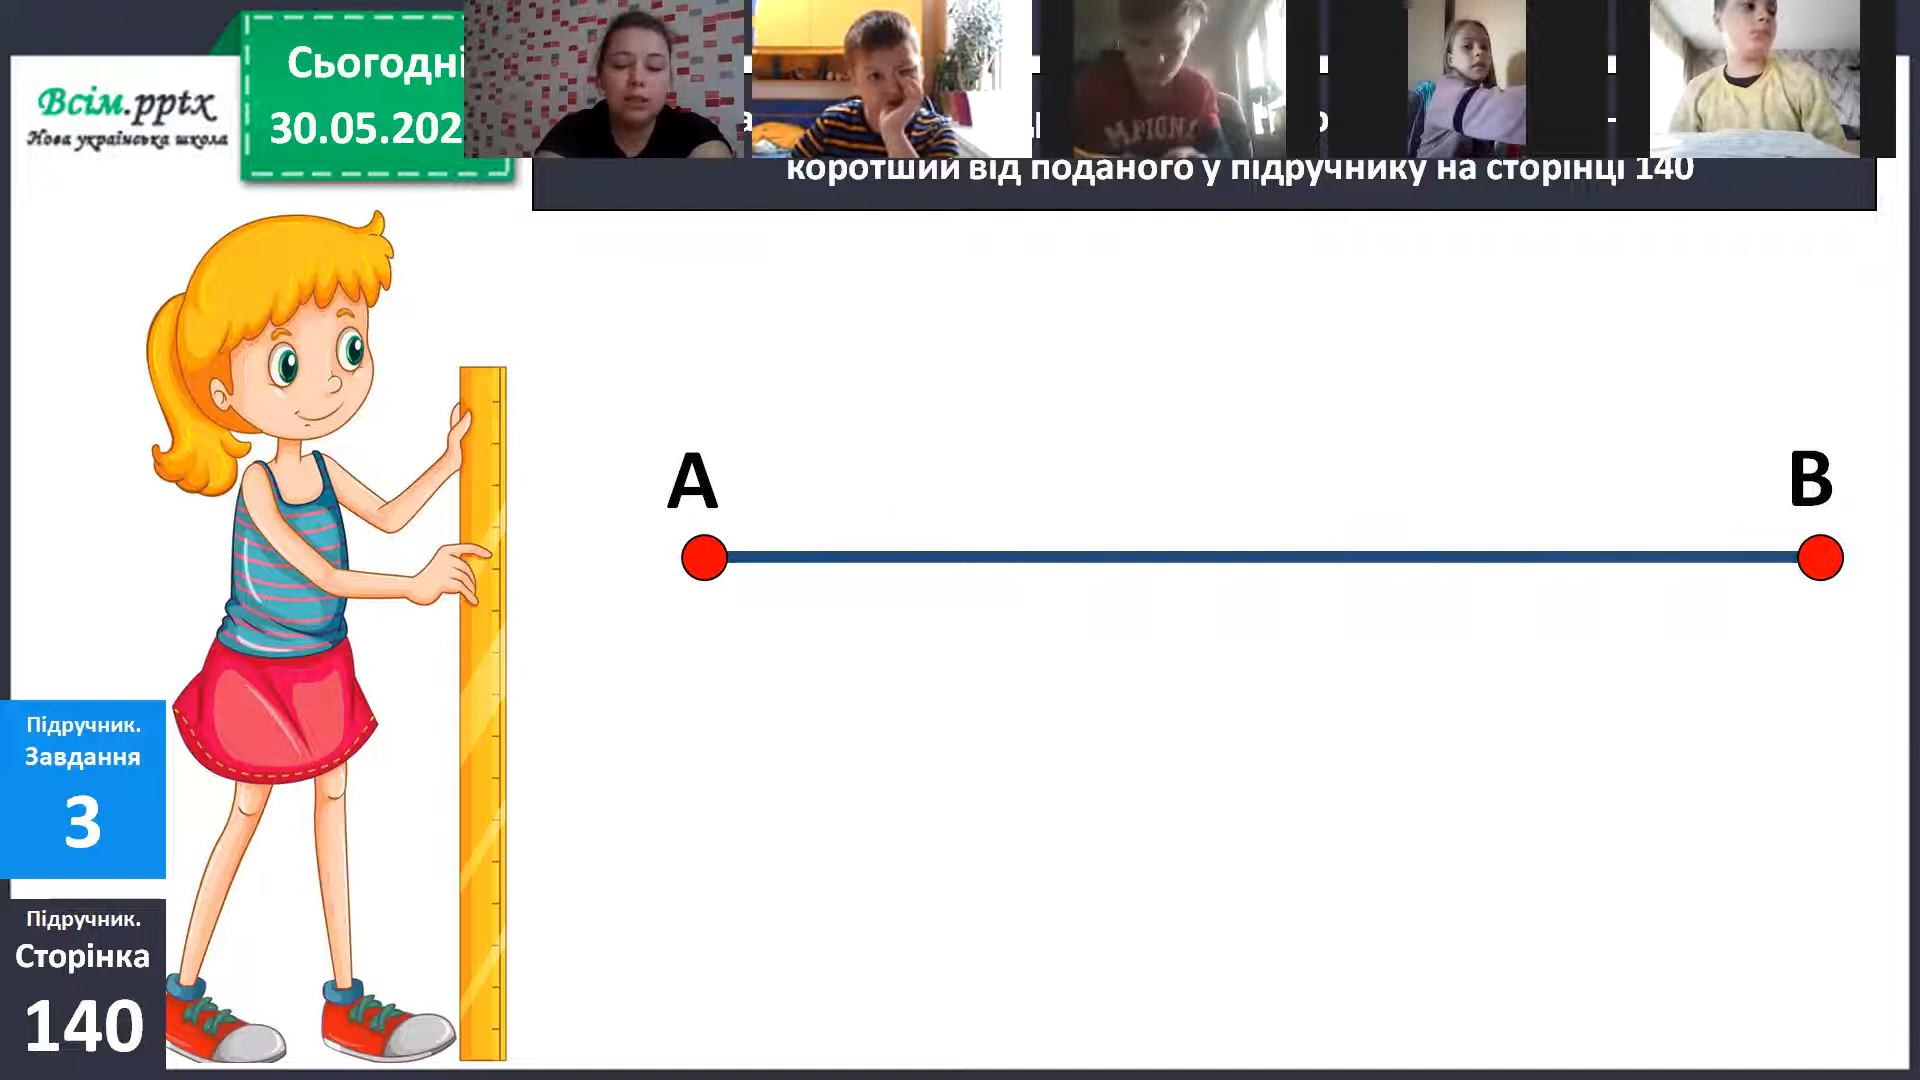 Всім.pptx
Нова українська школа
Сьогодні
30.05.202
коротший від поданого у підручнику на сторінці 140
A
B
Підручник.
Завдання
3
Підручник.
Сторінка
140